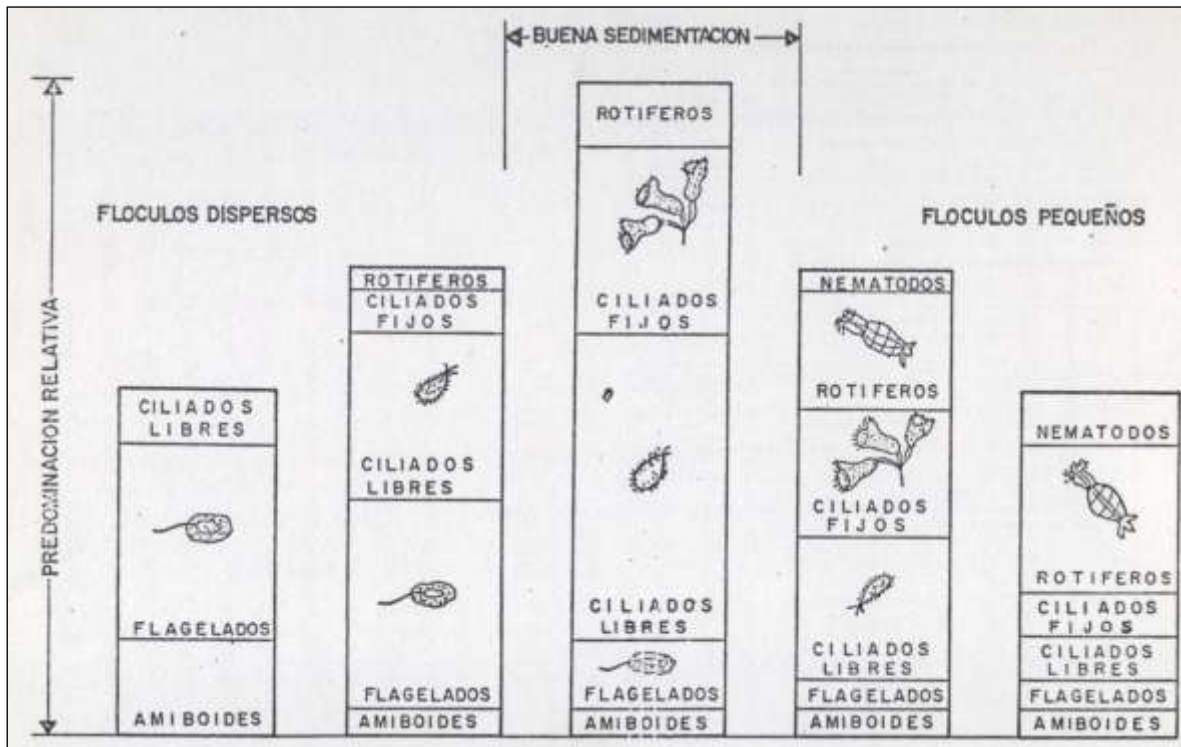 BUENA SEDIMENTACION
PREDOMINACION RELATIVA
FLOCULOS DISPERSOS
FLOCULOS PEQUEÑOS
CILIADOS
LIBRES
FLAGELADOS
AMIBOIDES
ROTIFEROS
CILIADOS
FIJOS
CILIADOS
LIBRES
FLAGELADOS
AMIBOIDES
ROTIFEROS
CILIADOS
FIJOS
CILIADOS
LIBRES
FLAGELADOS
AMIBOIDES
NEMATODOS
ROTIFEROS
CILIADOS
FIJOS
CILIADOS
LIBRES
FLAGELADOS
AMIBOIDES
NEMATODOS
ROTIFEROS
CILIADOS
FIJOS
CILIADOS
LIBRES
FLAGELADOS
AMIBOIDES